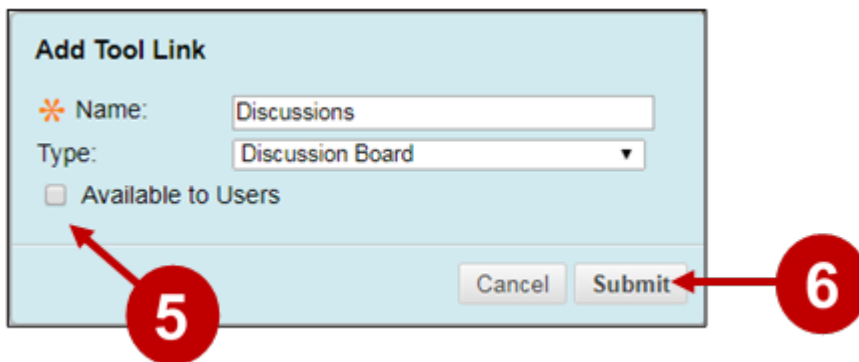 Add Tool Link
✲ Name: Discussions
Type: Discussion Board ▼
Available to Users
Cancel Submit
5
6